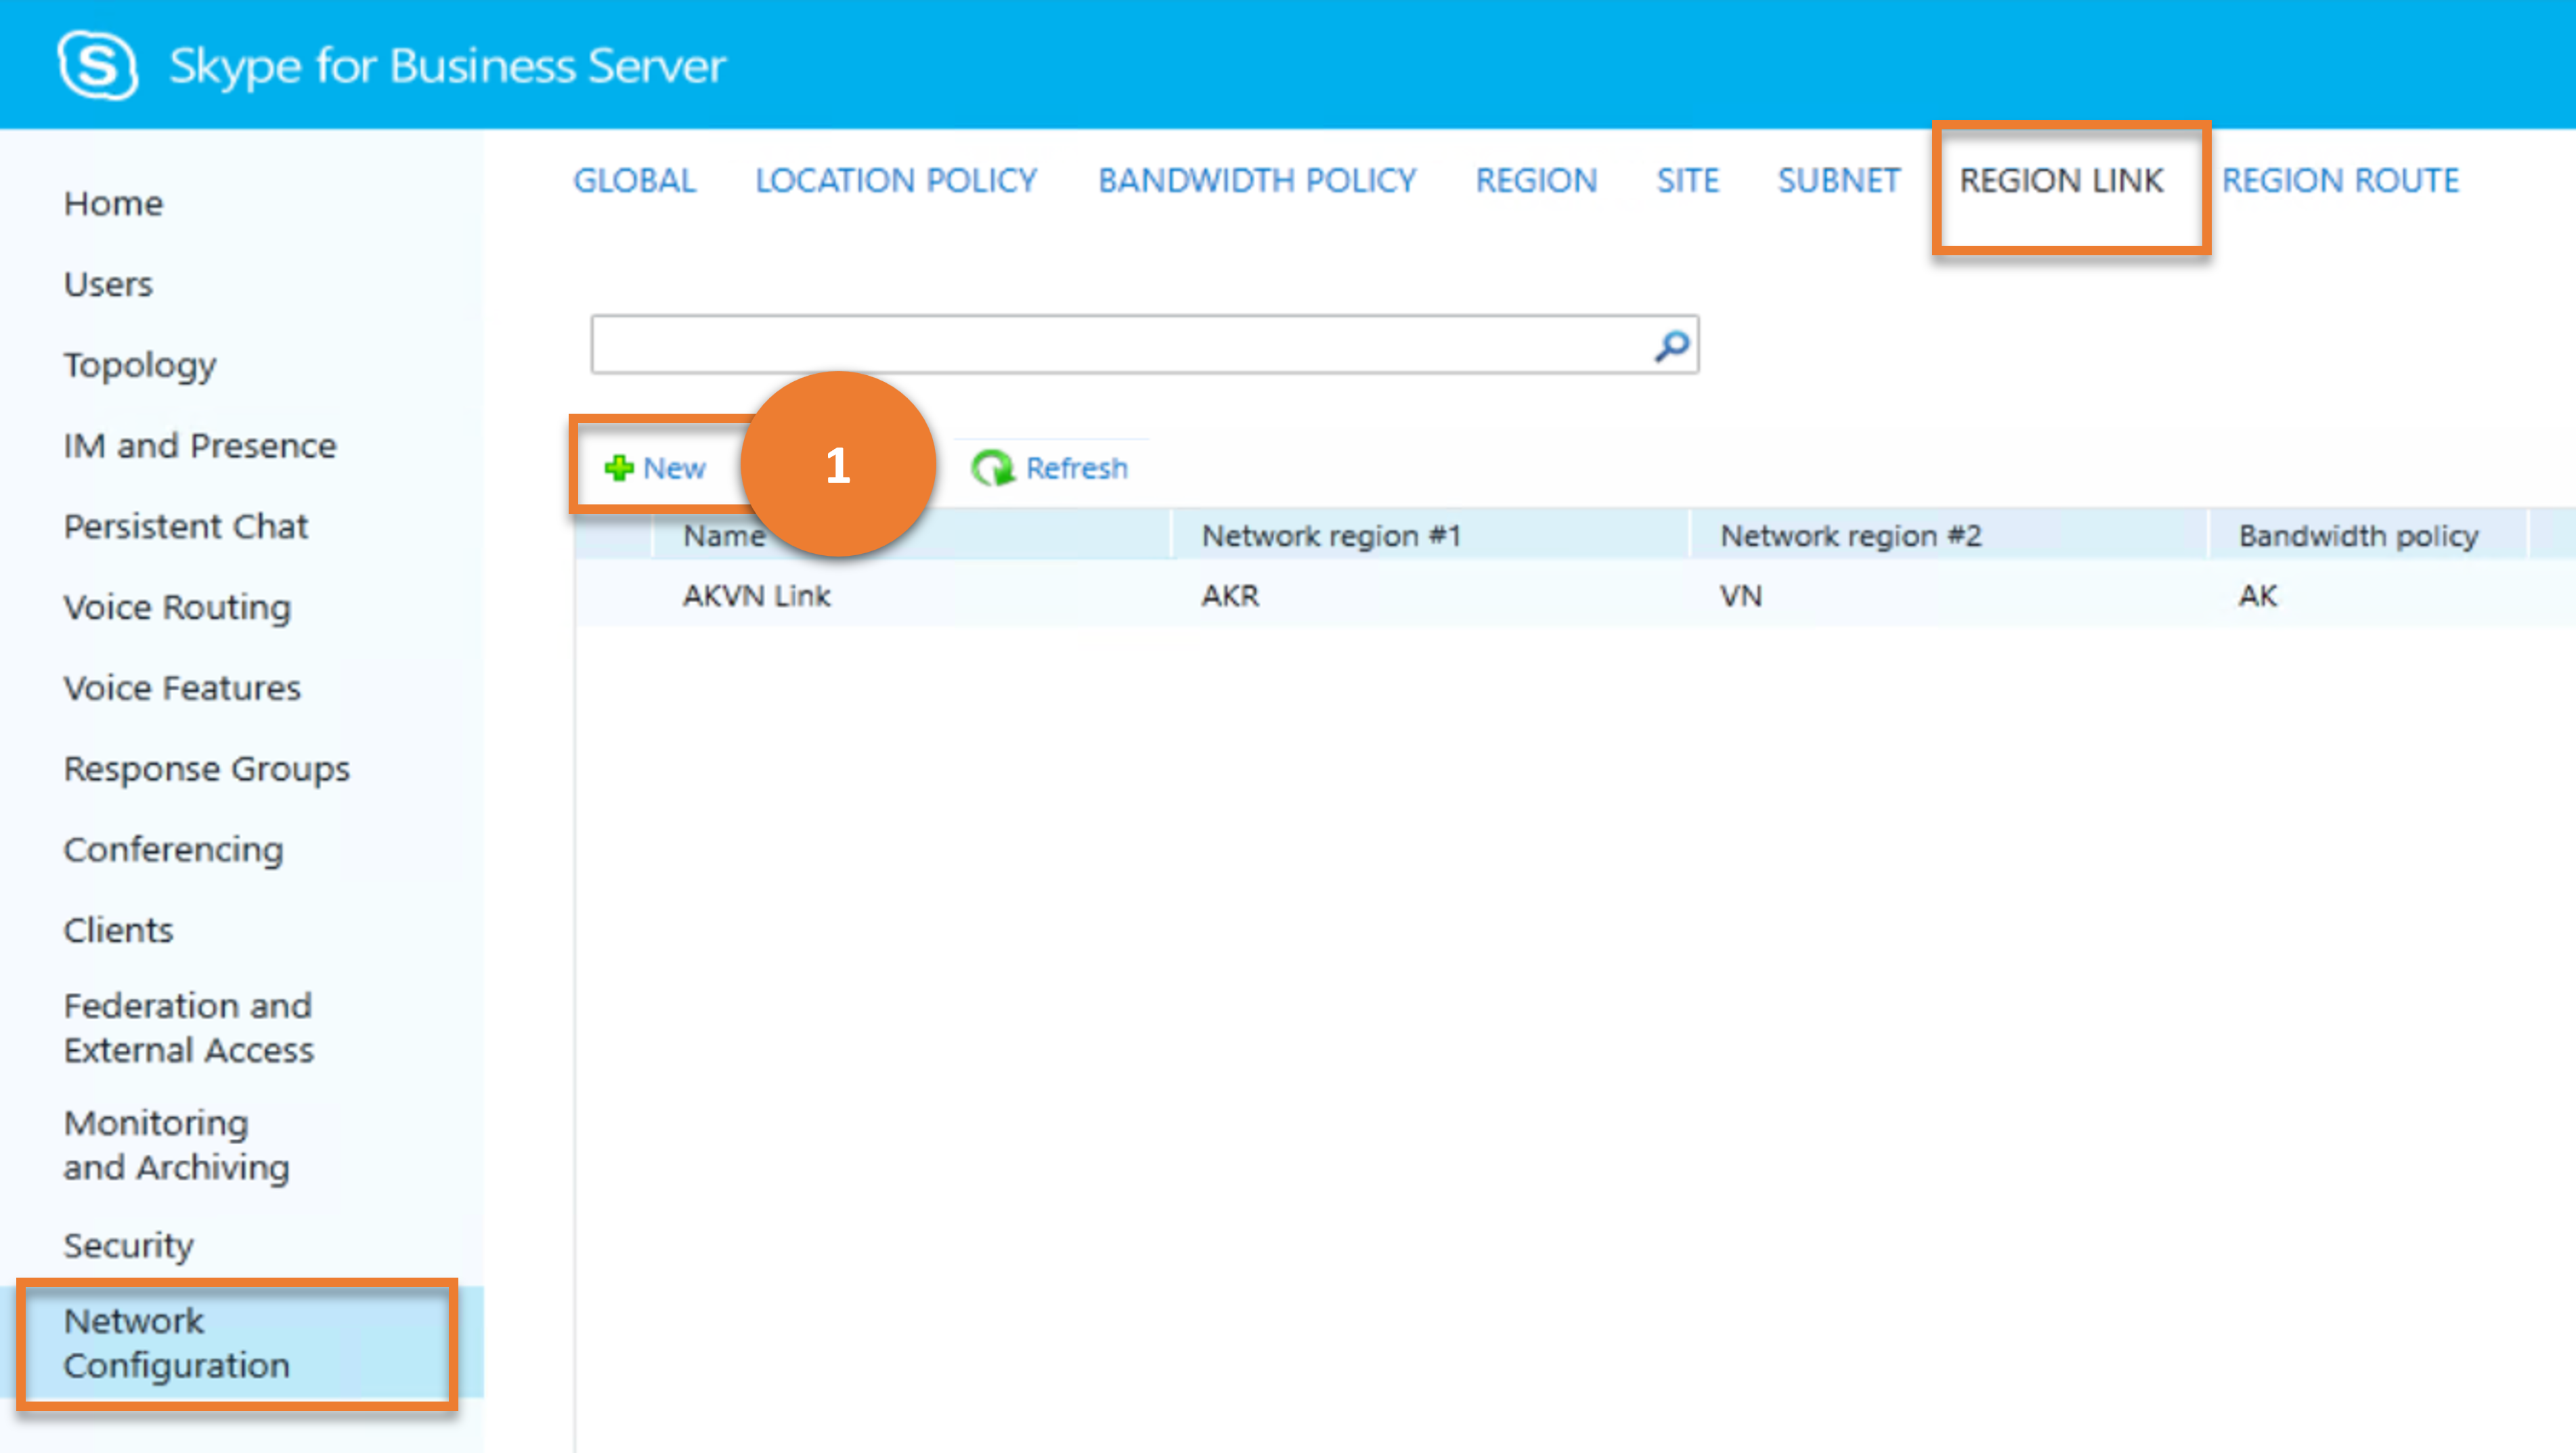 Skype for Business Server
GLOBAL LOCATION POLICY BANDWIDTH POLICY REGION SITE SUBNET REGION LINK REGION ROUTE
Home
Users
Topology
IM and Presence
Persistent Chat
Voice Routing
Voice Features
Response Groups
Conferencing
Clients
Federation and
External Access
Monitoring
and Archiving
Security
Network
Configuration
New 1 Refresh
Name Network region #1 Network region #2 Bandwidth policy
AKVN Link AKR VN AK